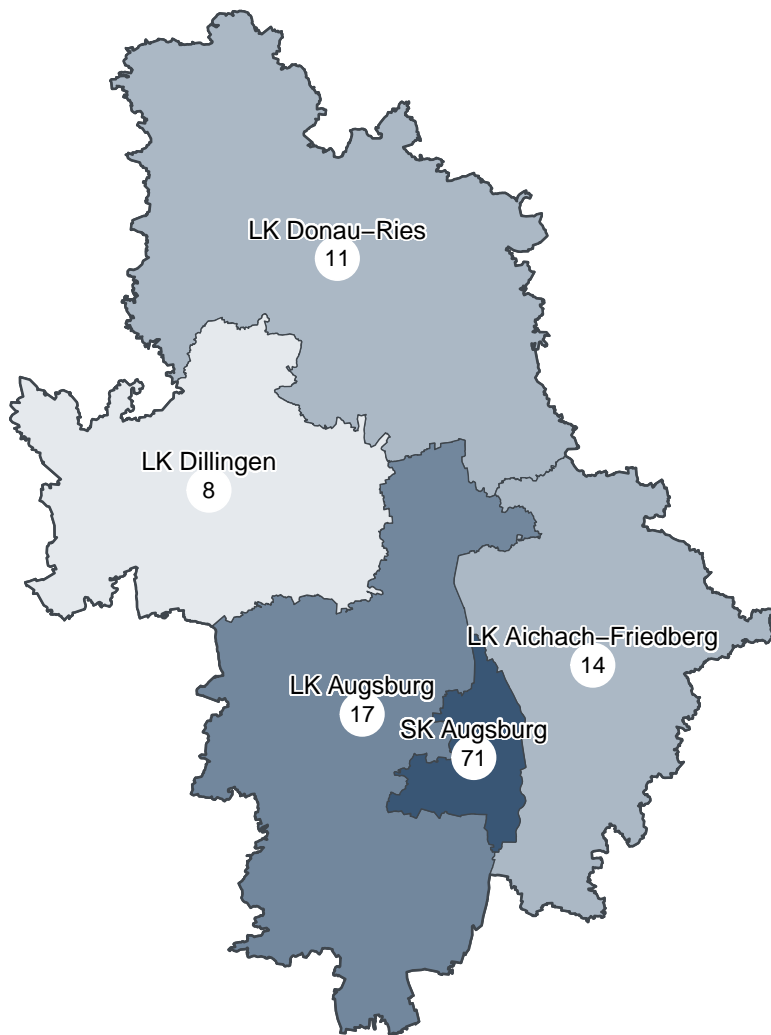 LK Donau–Ries
11
LK Dillingen
8
LK Aichach–Friedberg
14
LK Augsburg
17
SK Augsburg
71